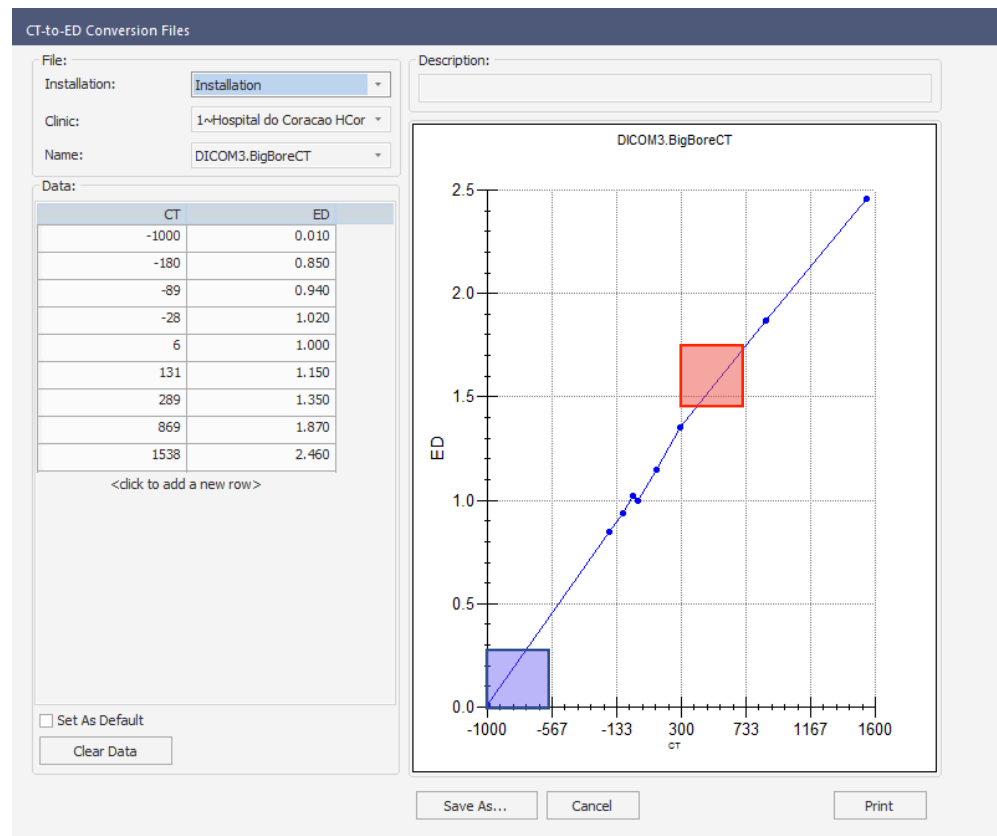 CT-to-ED Conversion Files
File:
Installation: Installation
Clinic: 1~Hospital do Coracao HCor
Name: DICOM3.BigBoreCT
Data:
CT ED
-1000 0.010
-180 0.850
-89 0.940
-28 1.020
6 1.000
131 1.150
289 1.350
869 1.870
1538 2.460
<click to add a new row>
Set As Default
Clear Data
Description:
DICOM3.BigBoreCT
2.5
2.0
1.5
ED
1.0
0.5
0.0
-1000 -567 -133 300 733 1167 1600
CT
Save As... Cancel Print